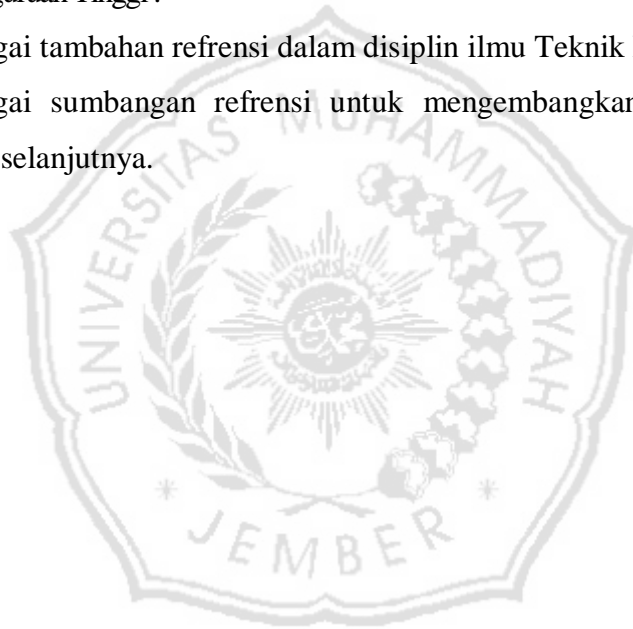 gai tambahan refrensi dalam disiplin ilmu Teknik
gai sumbangan refrensi untuk mengembangkan
selanjutnya.
UNIVERSITAS MUHAMMADIYAH
JEMBER